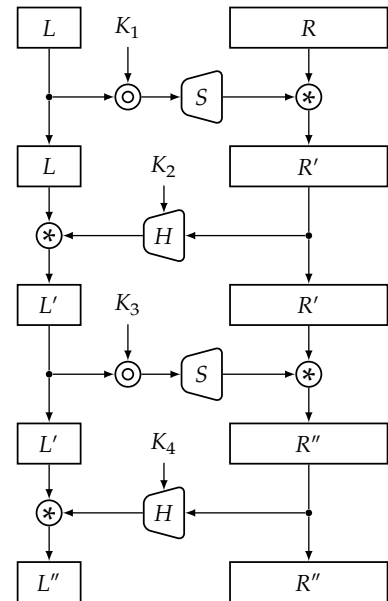 L K₁ R
S *
L K₂ R′
* H
L′ K₃ R′
S *
L′ K₄ R″
* H
L″ R″